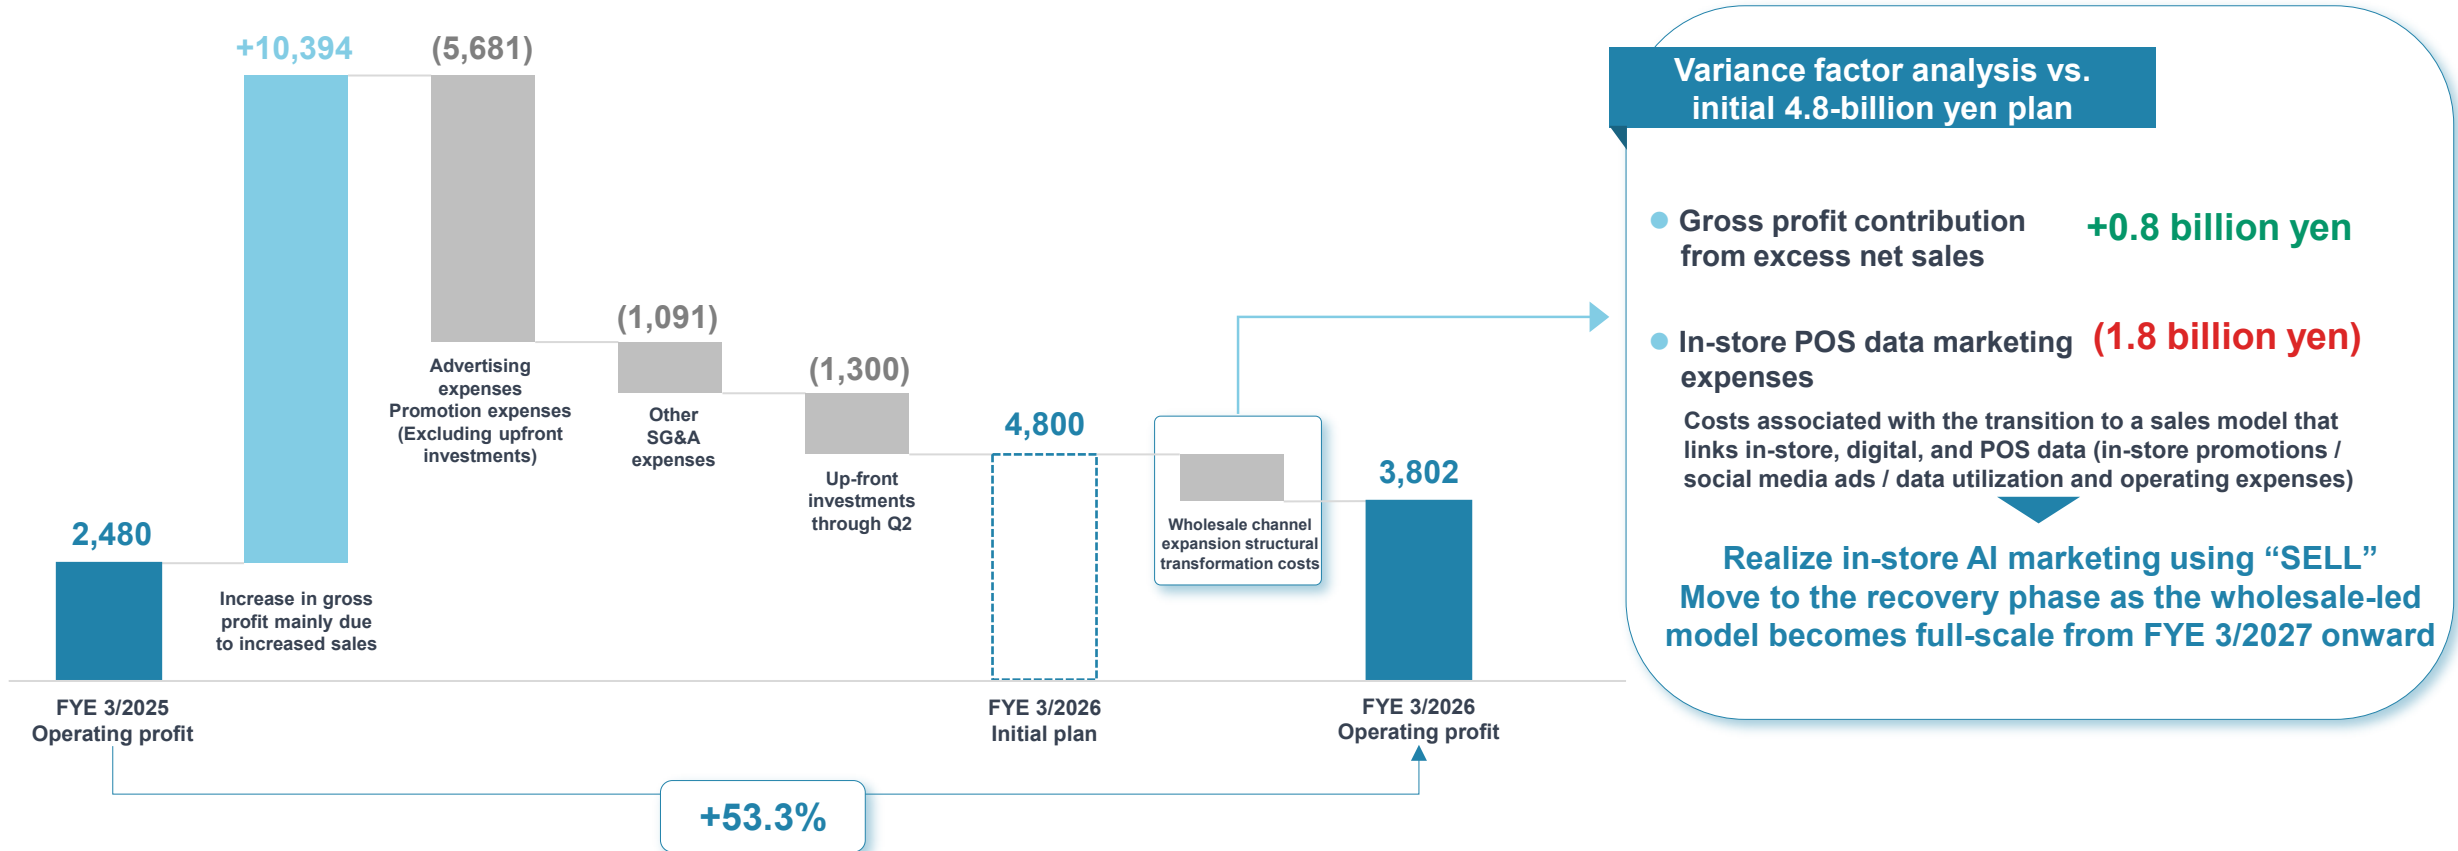 +10,394
(5,681)
(1,091)
(1,300)
4,800
3,802
2,480
Increase in gross
profit mainly due
to increased sales
Advertising
expenses
Promotion expenses
(Excluding upfront
investments)
Other
SG&A
expenses
Up-front
investments
through Q2
Wholesale channel
expansion structural
transformation costs
FYE 3/2025
Operating profit
FYE 3/2026
Initial plan
FYE 3/2026
Operating profit
+53.3%
Variance factor analysis vs.
initial 4.8-billion yen plan
Gross profit contribution
from excess net sales
+0.8 billion yen
In-store POS data marketing
expenses
(1.8 billion yen)
Costs associated with the transition to a sales model that
links in-store, digital, and POS data (in-store promotions /
social media ads / data utilization and operating expenses)
Realize in-store AI marketing using “SELL”
Move to the recovery phase as the wholesale-led
model becomes full-scale from FYE 3/2027 onward